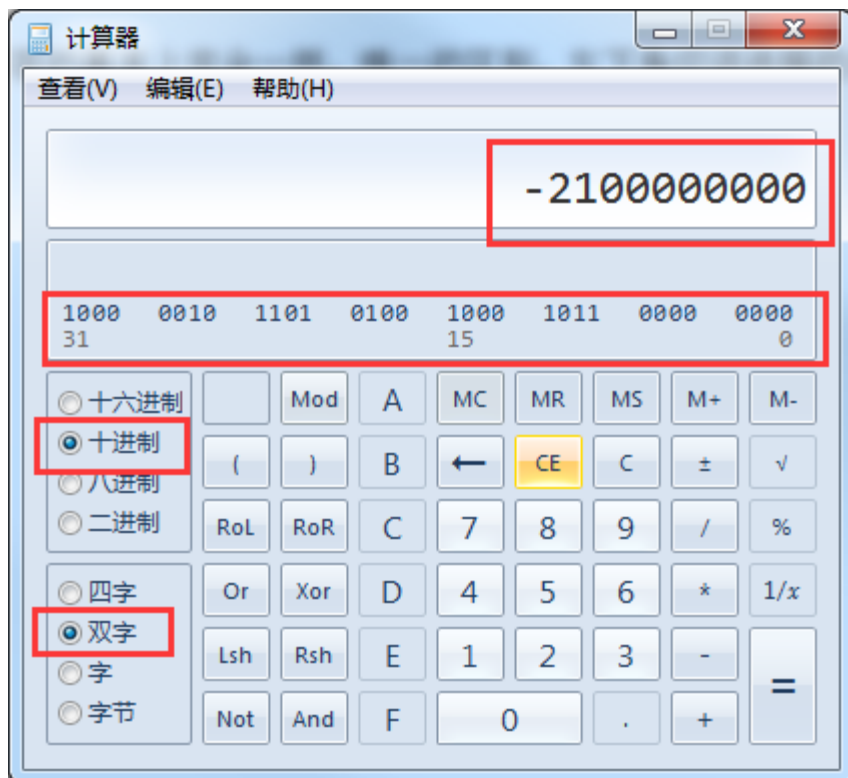 计算器
查看(V) 编辑(E) 帮助(H)
-2100000000
1000 0010 1101 0100 1000 1011 0000 0000
31 15 0
十六进制 Mod A MC MR MS M+ M-
十进制 ( ) B ← CE C ± √
八进制
二进制 RoL RoR C 7 8 9 / %
四字 Or Xor D 4 5 6 * 1/x
双字 Lsh Rsh E 1 2 3 - =
字
字节 Not And F 0 . +